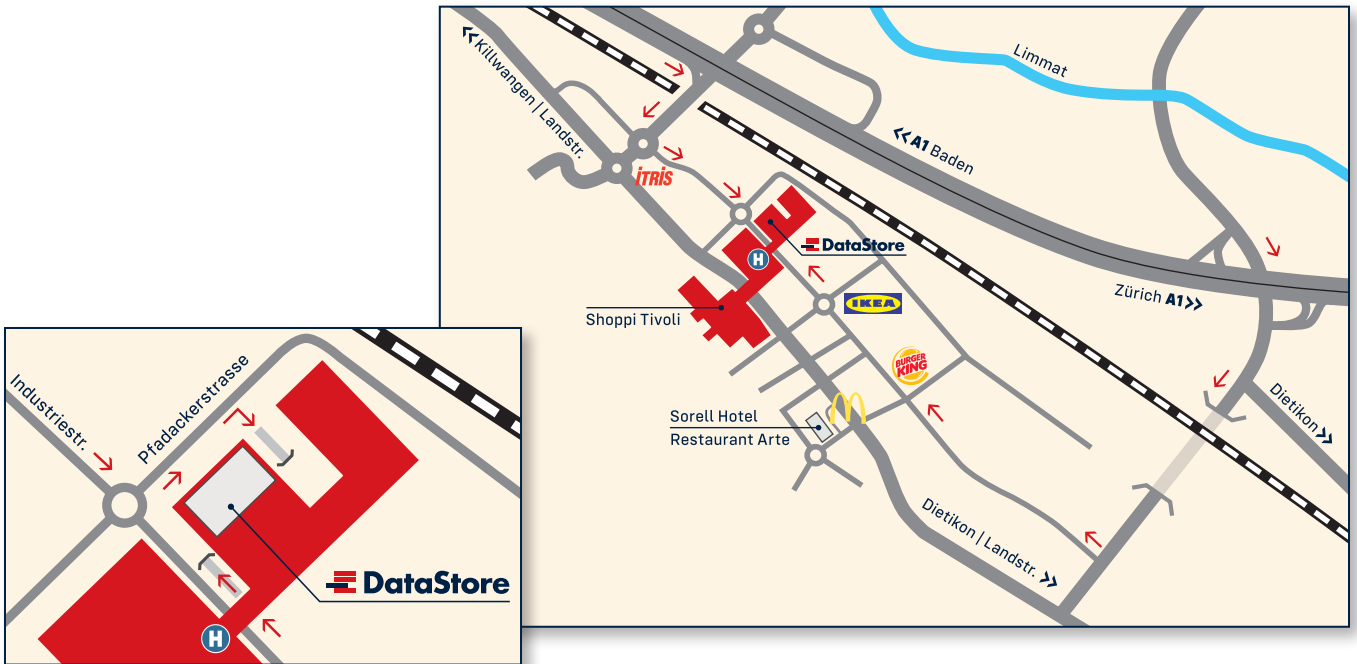 Killwangen | Landstr.
Limmat
A1 Baden
iTRiS
DataStore
H
IKEA
Zürich A1
Shoppi Tivoli
BURGER
KING
Sorell Hotel
Restaurant Arte
Dietikon
Dietikon | Landstr.
Industriestr.
Pfadackerstrasse
DataStore
H